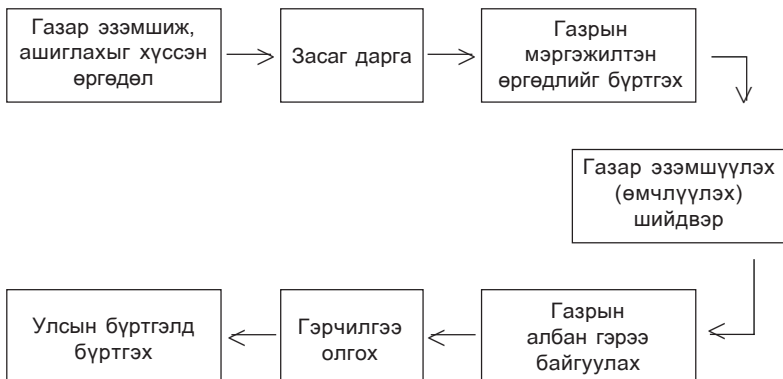 Газар эзэмшиж,
ашиглахыг хүссэн
өргөдөл
Засаг дарга
Газрын
мэргэжилтэн
өргөдлийг бүртгэх
Газар эзэмшүүлэх
(өмчлүүлэх)
шийдвэр
Газрын
албан гэрээ
байгуулах
Гэрчилгээ
олгох
Улсын бүртгэлд
бүртгэх